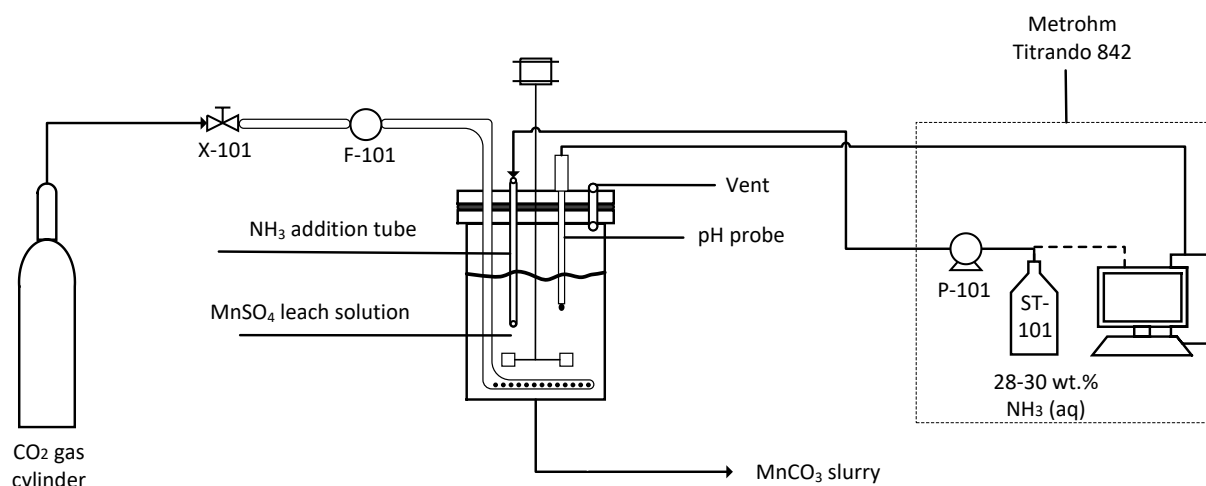 Metrohm
Titrando 842
X-101
F-101
Vent
NH₃ addition tube
pH probe
P-101
ST-
101
MnSO₄ leach solution
28-30 wt.%
NH₃ (aq)
CO₂ gas
cylinder
MnCO₃ slurry